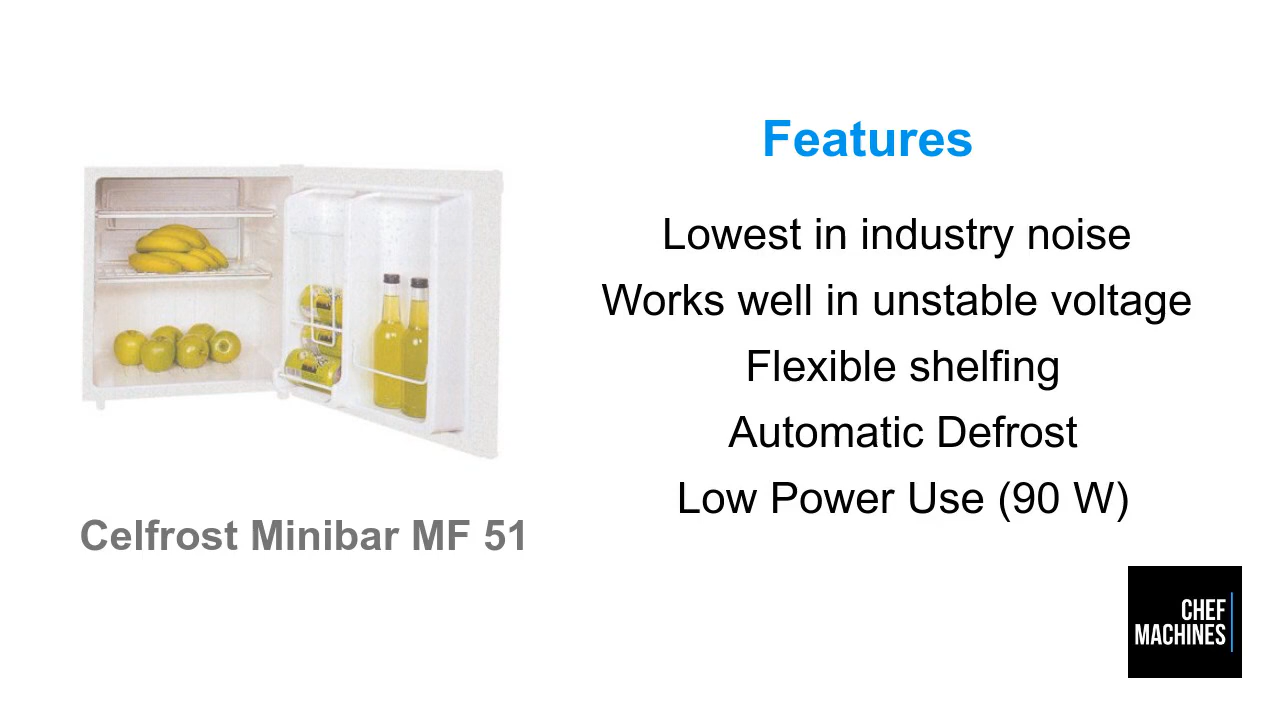 Features
Lowest in industry noise
Works well in unstable voltage
Flexible shelfing
Automatic Defrost
Low Power Use (90 W)
Celfrost Minibar MF 51
CHEF
MACHINES